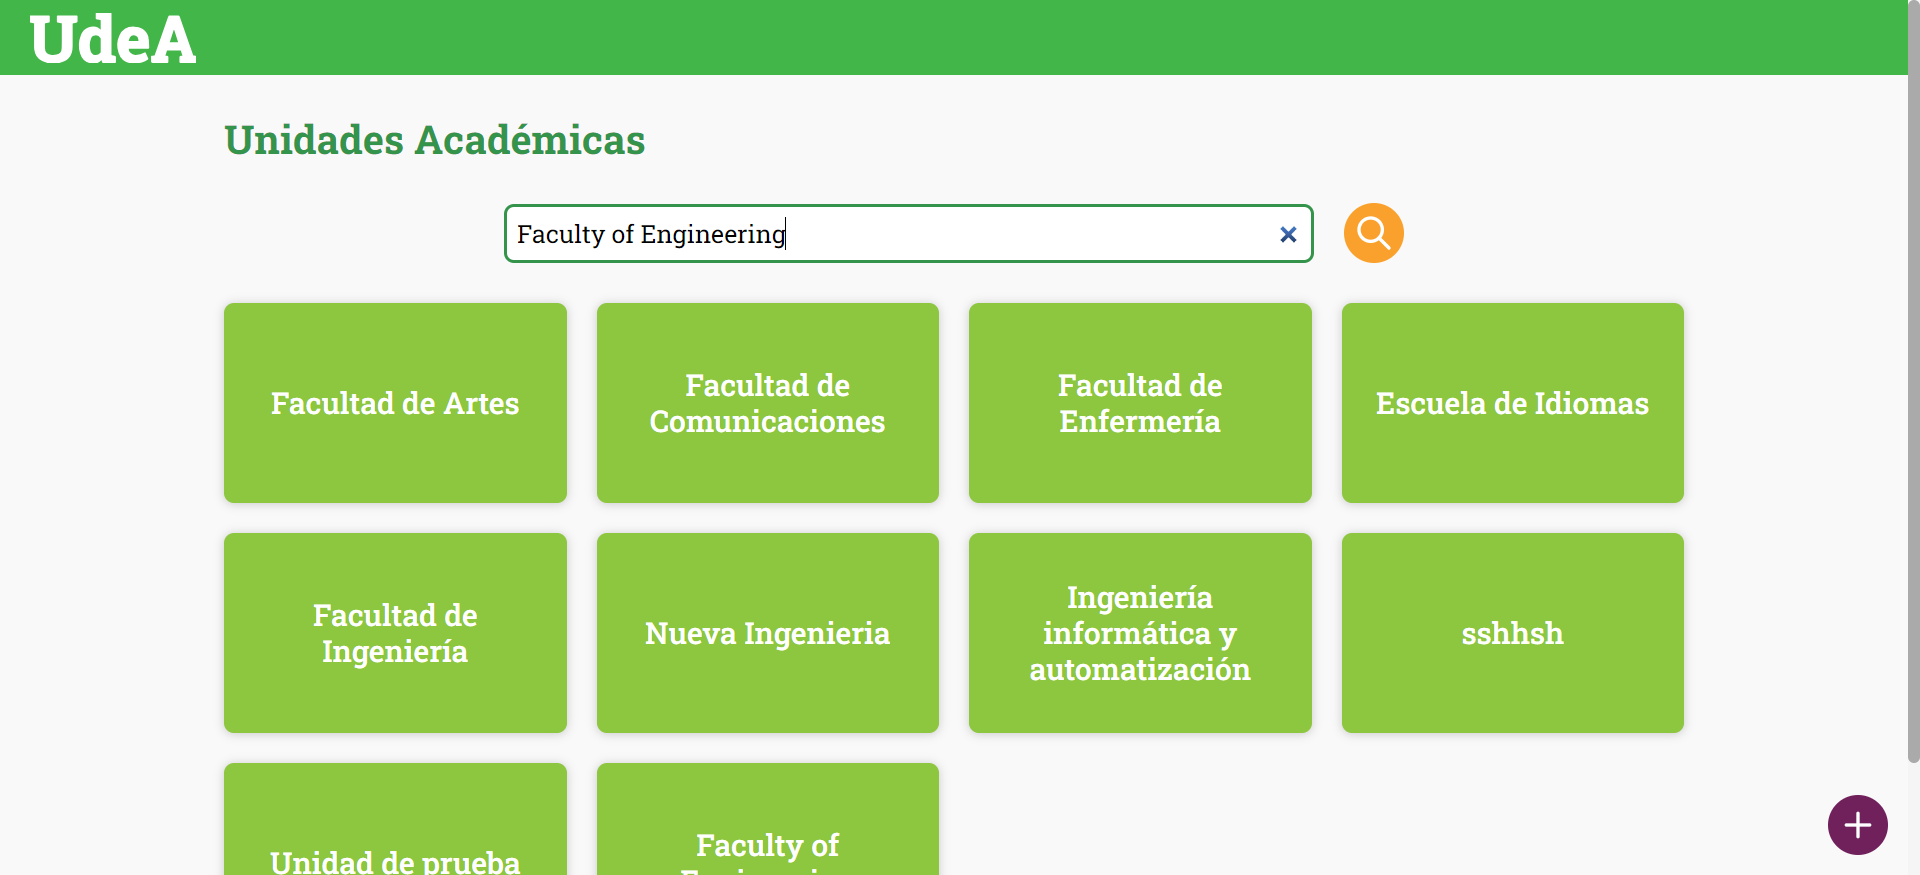 UdeA
Unidades Académicas
Faculty of Engineering
Facultad de Artes
Facultad de
Comunicaciones
Facultad de
Enfermería
Escuela de Idiomas
Facultad de
Ingeniería
Nueva Ingenieria
Ingeniería
informática y
automatización
sshhsh
Unidad de prueba
Faculty of